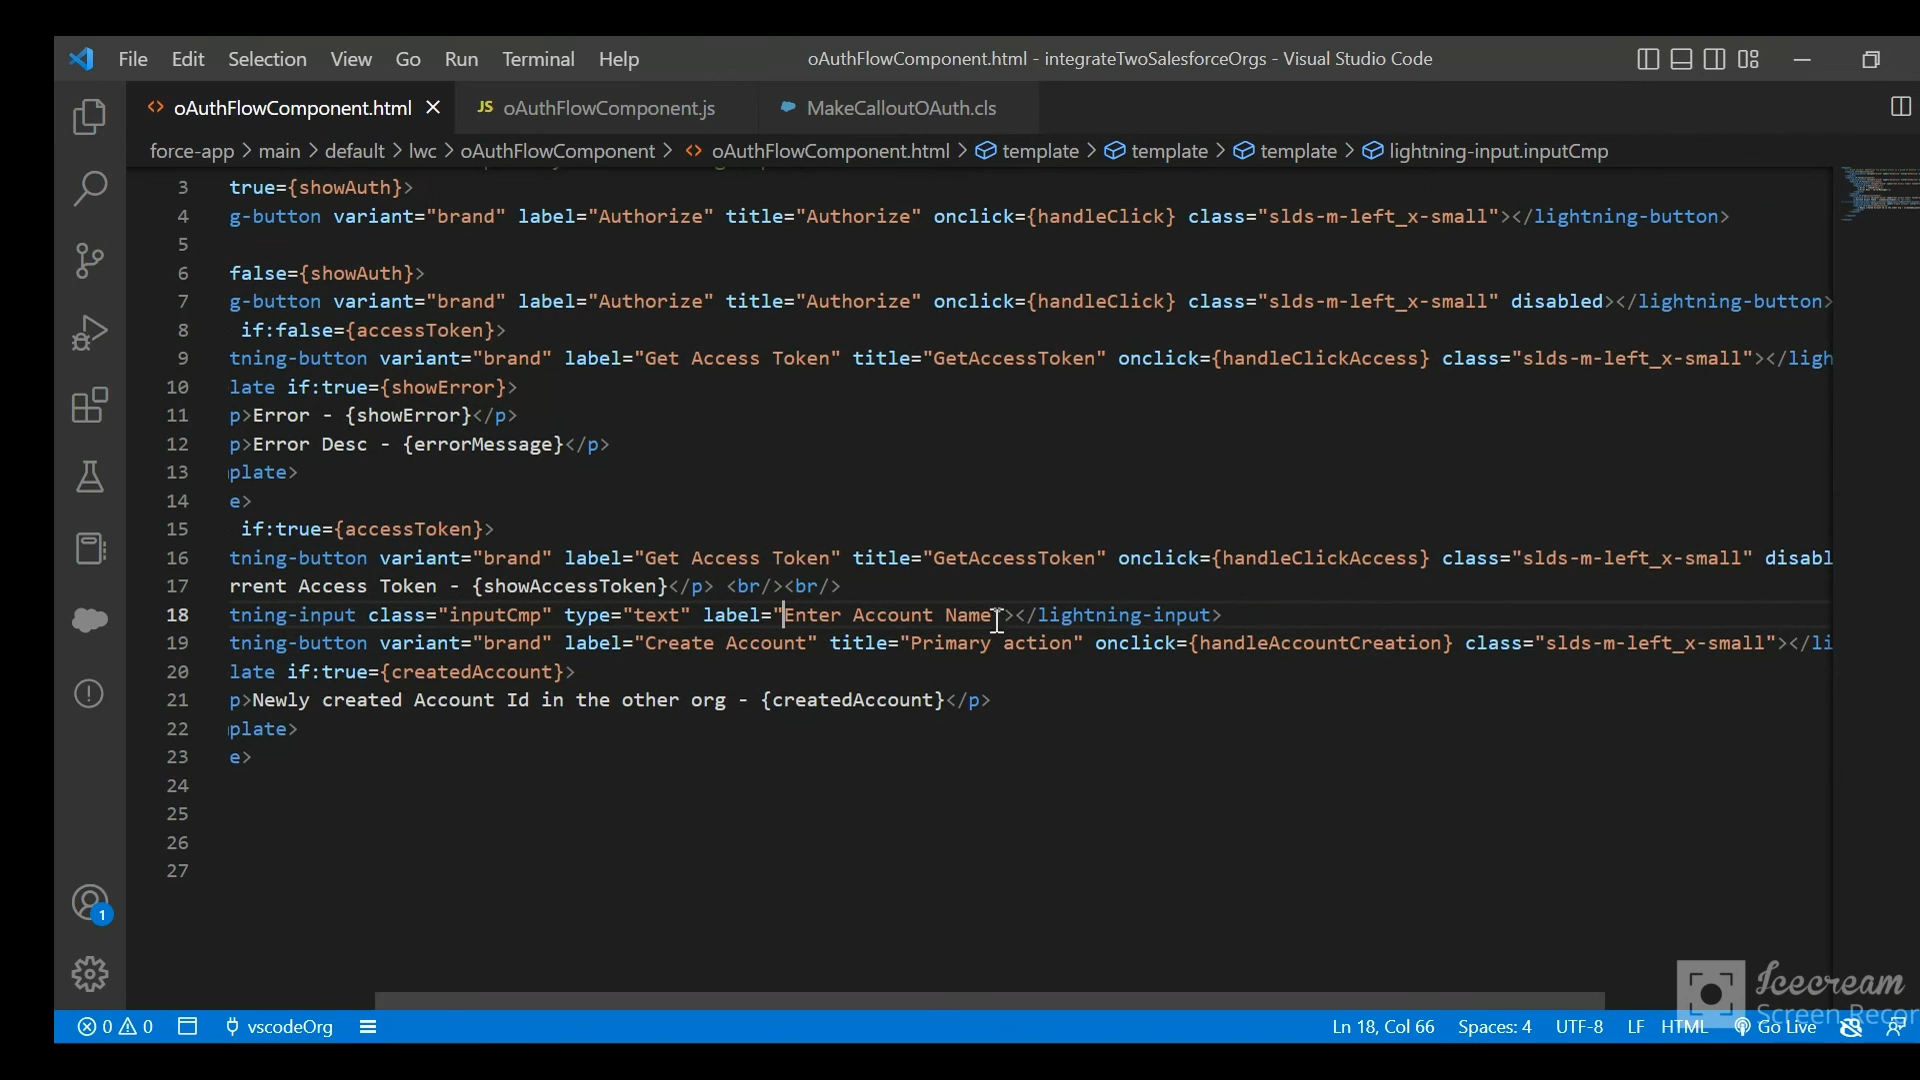 File Edit Selection View Go Run Terminal Help oAuthFlowComponent.html - integrateTwoSalesforceOrgs - Visual Studio Code
<> oAuthFlowComponent.html × JS oAuthFlowComponent.js MakeCalloutOAuth.cls
force-app > main > default > lwc > oAuthFlowComponent > <> oAuthFlowComponent.html > template > template > template > lightning-input.inputCmp
3 true={showAuth}>
4 g-button variant="brand" label="Authorize" title="Authorize" onclick={handleClick} class="slds-m-left_x-small"></lightning-button>
5
6 false={showAuth}>
7 g-button variant="brand" label="Authorize" title="Authorize" onclick={handleClick} class="slds-m-left_x-small" disabled></lightning-button>
8 if:false={accessToken}>
9 tning-button variant="brand" label="Get Access Token" title="GetAccessToken" onclick={handleClickAccess} class="slds-m-left_x-small"></ligh
10 late if:true={showError}>
11 p>Error - {showError}</p>
12 p>Error Desc - {errorMessage}</p>
13 plate>
14 e>
15 if:true={accessToken}>
16 tning-button variant="brand" label="Get Access Token" title="GetAccessToken" onclick={handleClickAccess} class="slds-m-left_x-small" disabl
17 rrent Access Token - {showAccessToken}</p> <br/><br/>
18 tning-input class="inputCmp" type="text" label="Enter Account Name"></lightning-input>
19 tning-button variant="brand" label="Create Account" title="Primary action" onclick={handleAccountCreation} class="slds-m-left_x-small"></li
20 late if:true={createdAccount}>
21 p>Newly created Account Id in the other org - {createdAccount}</p>
22 plate>
23 e>
24
25
26
27
1
Icecream
Screen Recor
0 0 vscodeOrg Ln 18, Col 66 Spaces: 4 UTF-8 LF HTML Go Live